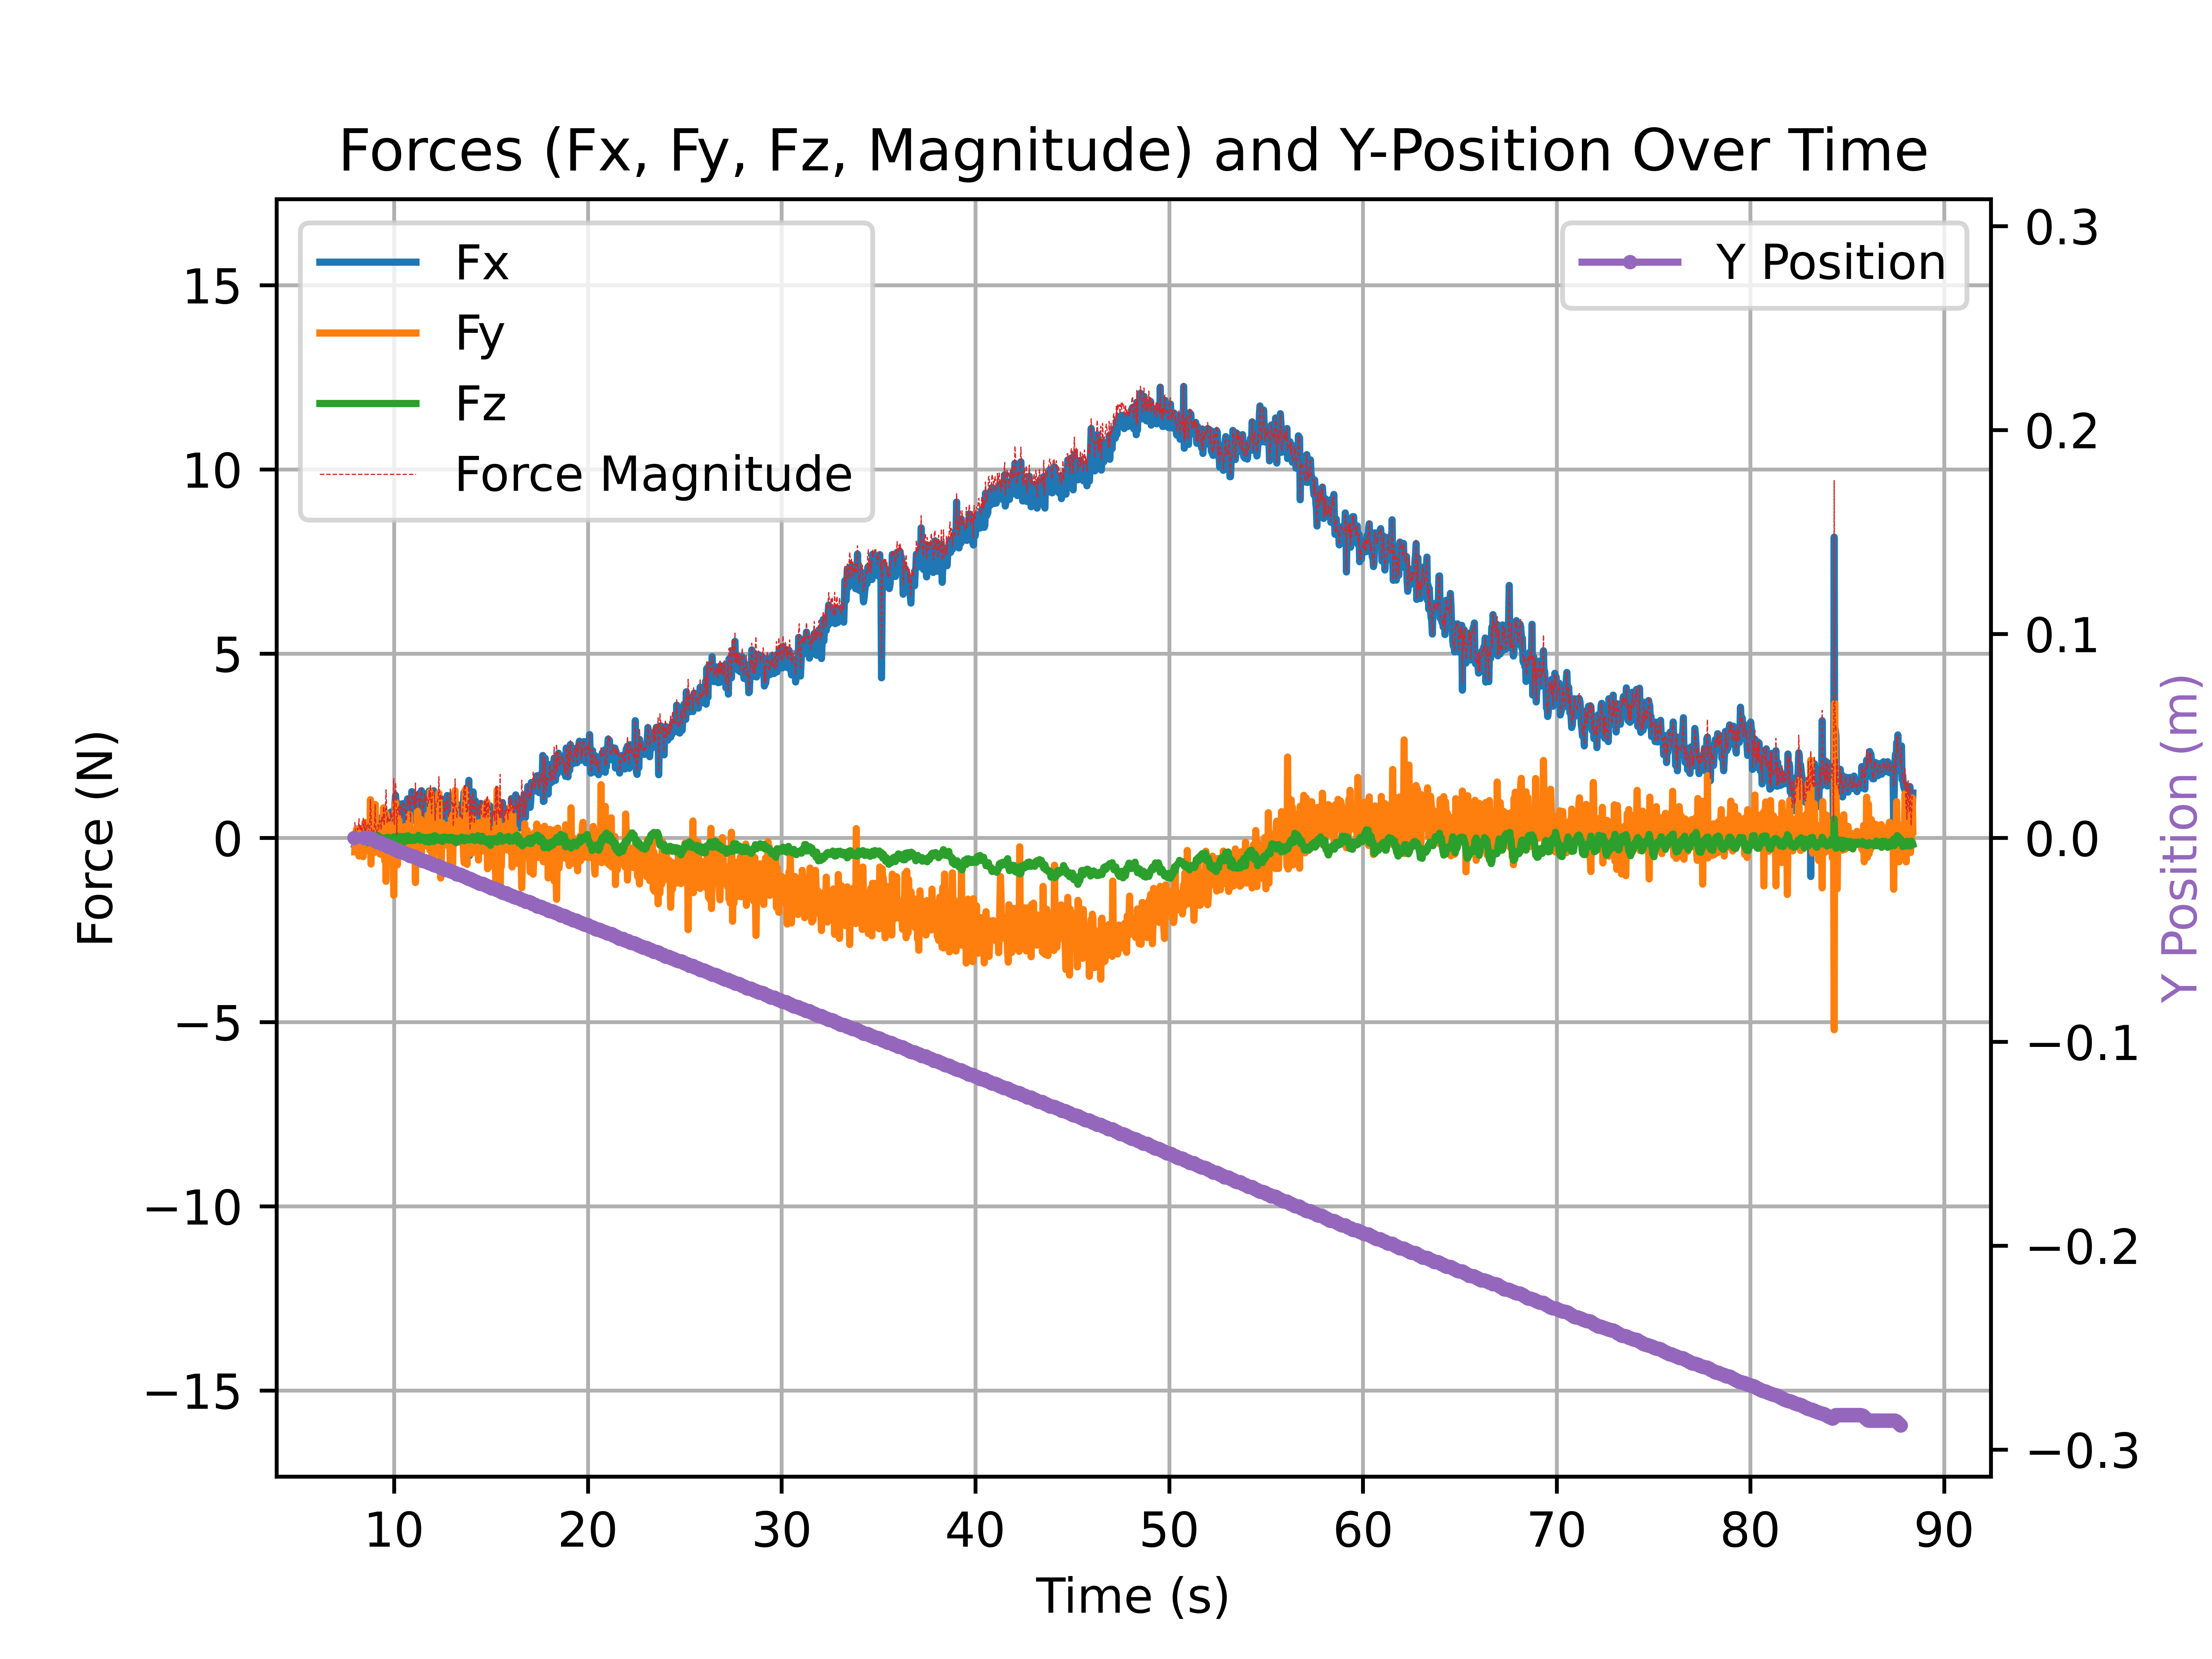 Forces (Fx, Fy, Fz, Magnitude) and Y-Position Over Time
Fx
Fy
Fz
Force Magnitude
Y Position
15
10
5
0
−5
−10
−15
Force (N)
0.3
0.2
0.1
0.0
−0.1
−0.2
−0.3
Y Position (m)
10 20 30 40 50 60 70 80 90
Time (s)